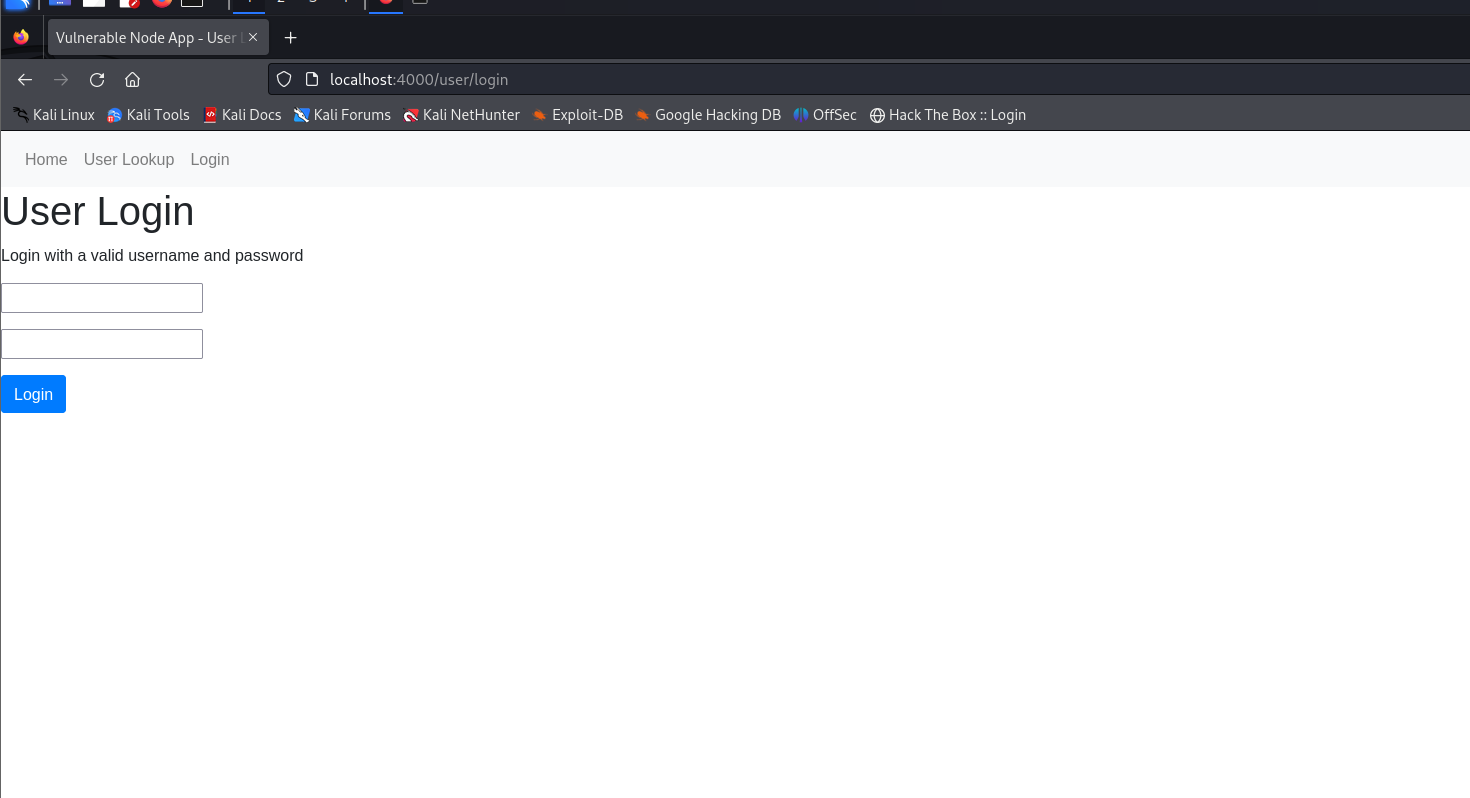 Vulnerable Node App - User L
localhost:4000/user/login
Kali Linux Kali Tools Kali Docs Kali Forums Kali NetHunter Exploit-DB Google Hacking DB OffSec Hack The Box :: Login
Home User Lookup Login
User Login
Login with a valid username and password
Login